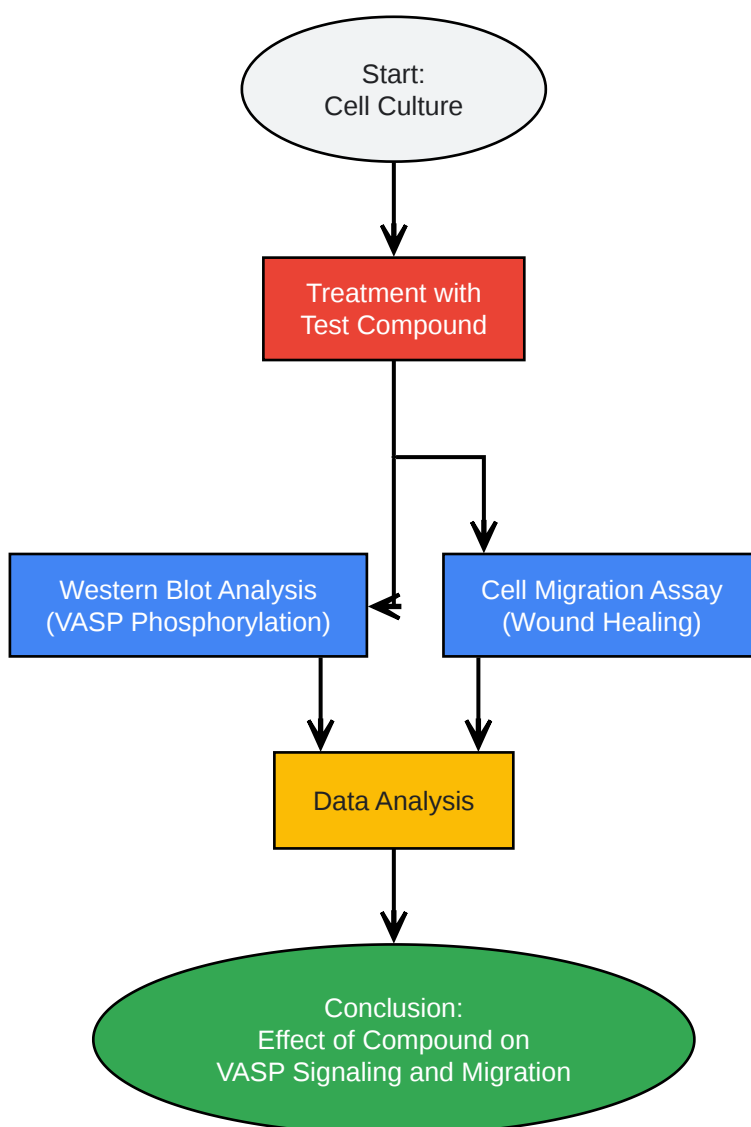 Start:
Cell Culture
Treatment with
Test Compound
Western Blot Analysis
(VASP Phosphorylation)
Cell Migration Assay
(Wound Healing)
Data Analysis
Conclusion:
Effect of Compound on
VASP Signaling and Migration